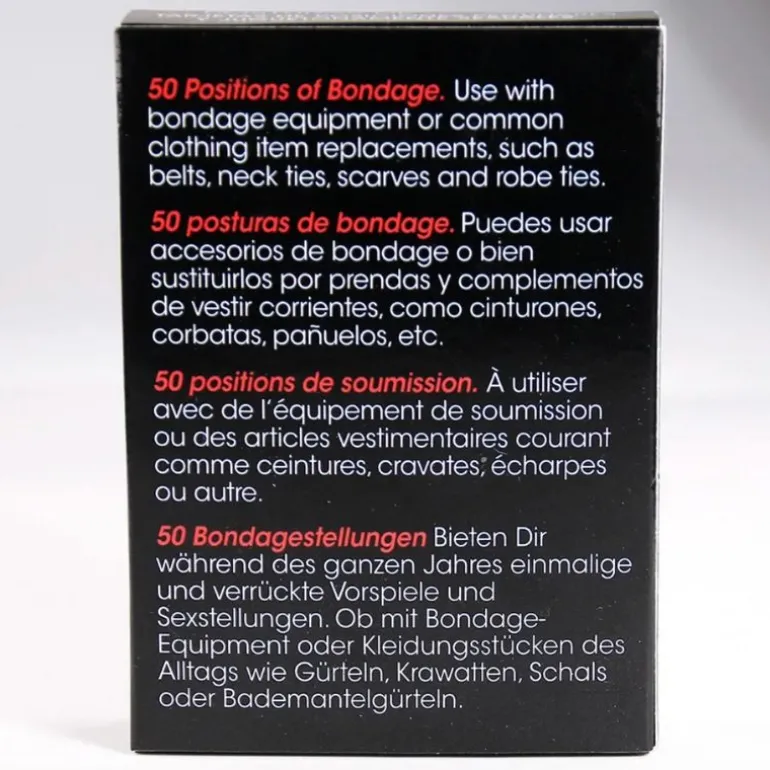 50 Positions of Bondage. Use with
bondage equipment or common
clothing item replacements, such as
belts, neck ties, scarves and robe ties.
50 posturas de bondage. Puedes usar
accesorios de bondage o bien
sustituirlos por prendas y complementos
de vestir corrientes, como cinturones,
corbatas, pañuelos, etc.
50 positions de soumission. À utiliser
avec de l'équipement de soumission
ou des articles vestimentaires courant
comme ceintures, cravates, écharpes
ou autre.
50 Bondagestellungen Bieten Dir
während des ganzen Jahres einmalige
und verrückte Vorspiele und
Sexstellungen. Ob mit Bondage-
Equipment oder Kleidungsstücken des
Alltags wie Gürteln, Krawatten, Schals
oder Bademantelgürteln.